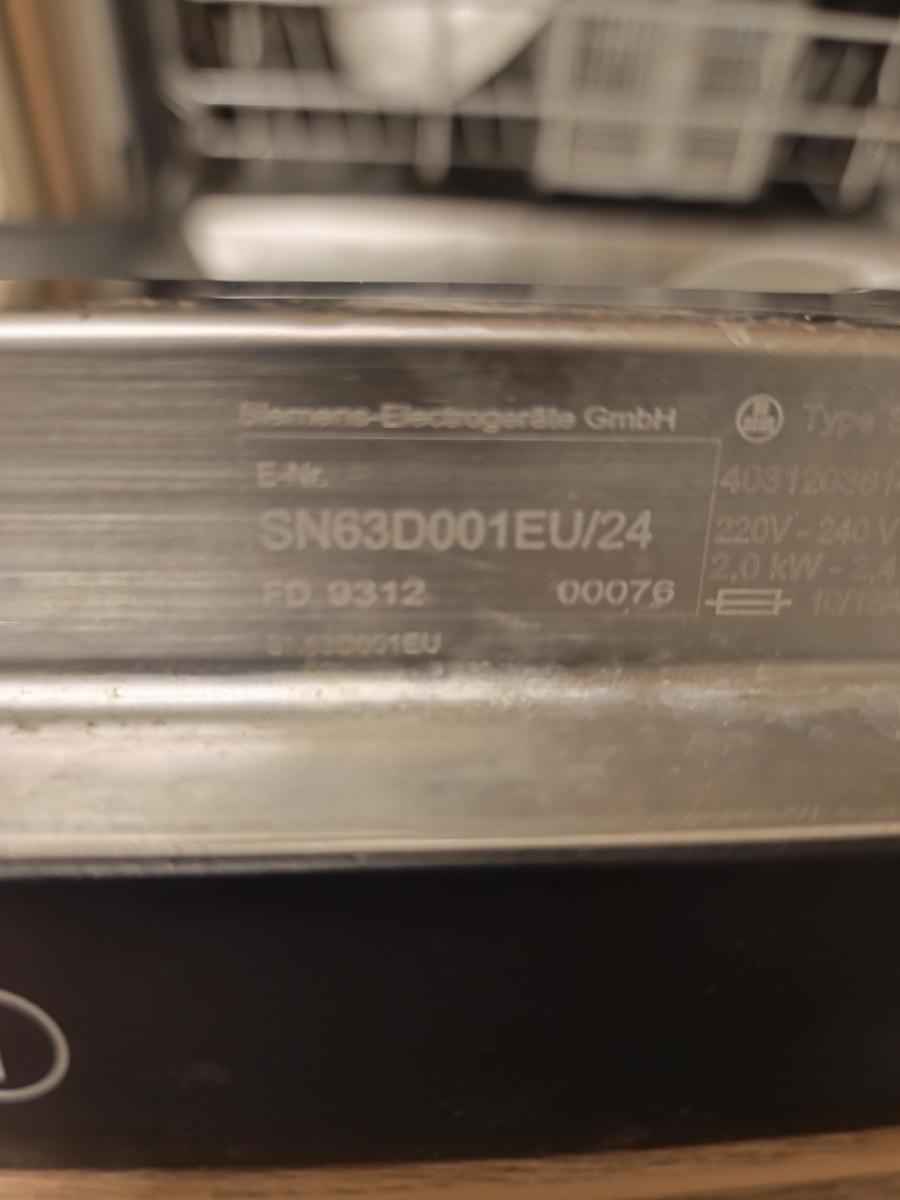 Siemens-Electrogeräte GmbH
Type
E-Nr.
SN63D001EU/24
220V - 240 V
2,0 kW - 2,4
FD 9312 00076
SN63D001EU